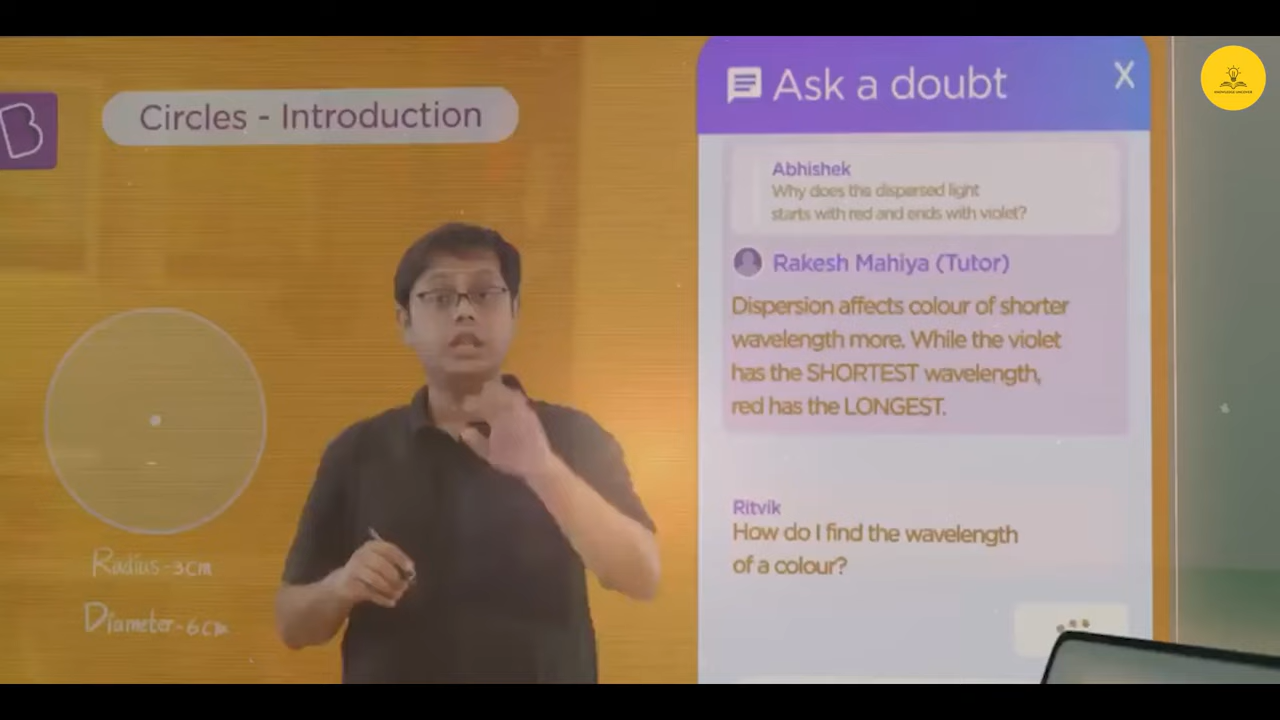 B
Circles - Introduction
Radius-3cm
Diameter-6cm
Ask a doubt
X
Abhishek
Why does the dispersed light
starts with red and ends with violet?
Rakesh Mahiya (Tutor)
Dispersion affects colour of shorter
wavelength more. While the violet
has the SHORTEST wavelength,
red has the LONGEST.
Ritvik
How do I find the wavelength
of a colour?